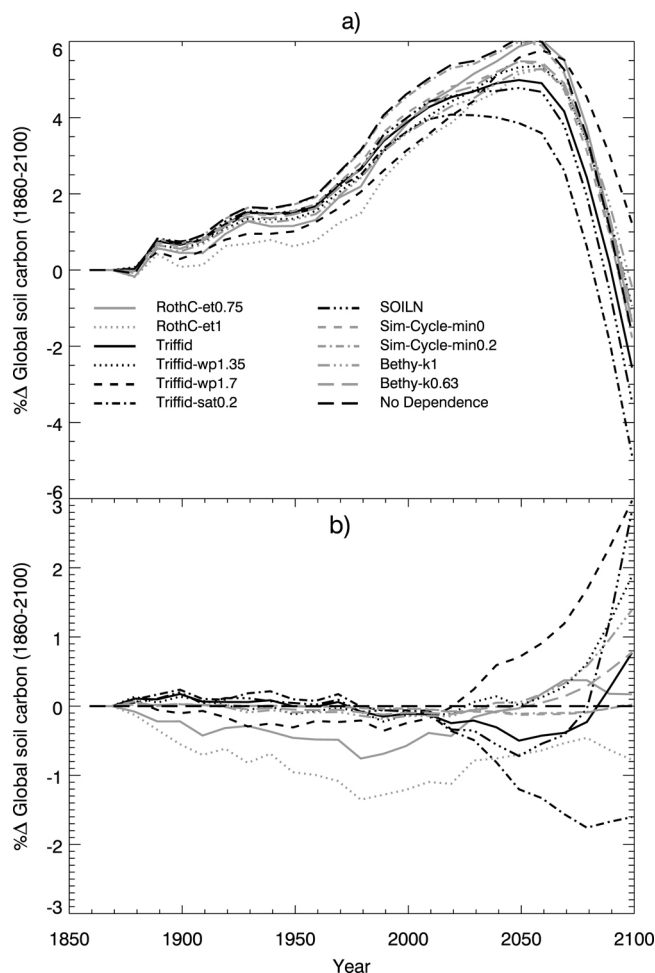 a)
6
4
2
0
-2
-4
-6
%Δ Global soil carbon (1860-2100)
RothC-et0.75
RothC-et1
Triffid
Triffid-wp1.35
Triffid-wp1.7
Triffid-sat0.2
SOILN
Sim-Cycle-min0
Sim-Cycle-min0.2
Bethy-k1
Bethy-k0.63
No Dependence
b)
3
2
1
0
-1
-2
-3
%Δ Global soil carbon (1860-2100)
1850 1900 1950 2000 2050 2100
Year